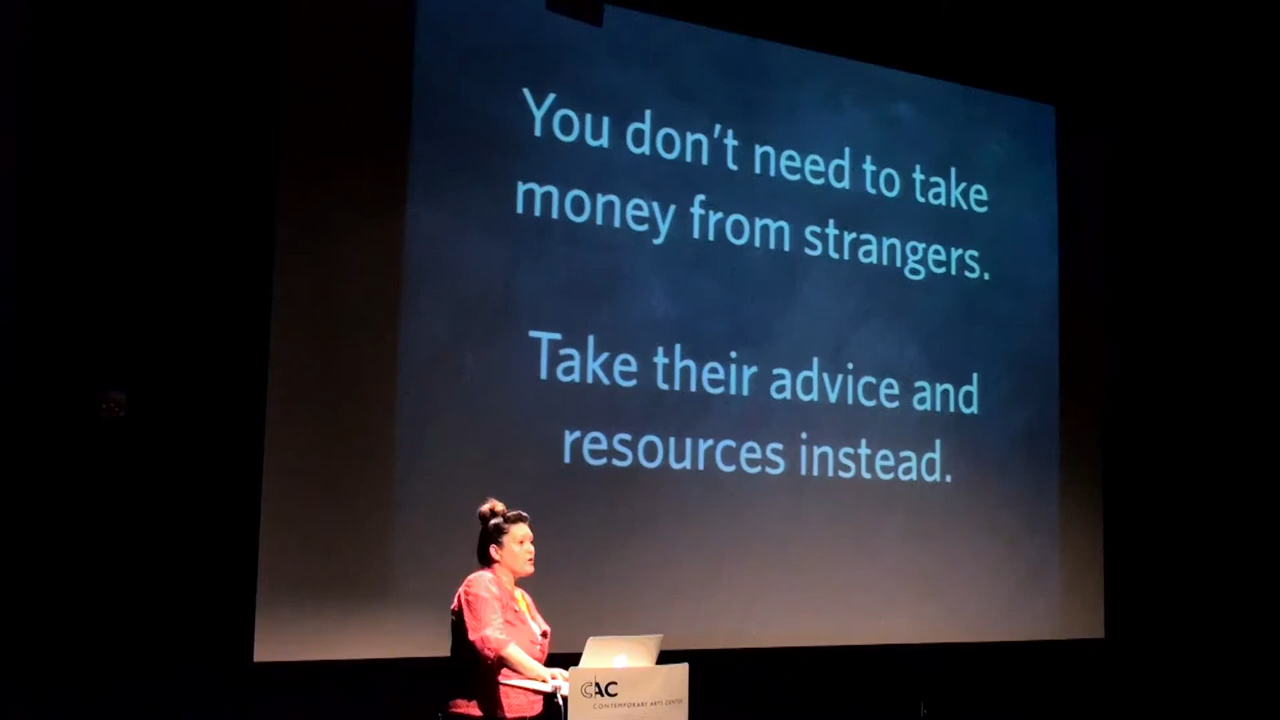 You don't need to take
money from strangers.
Take their advice and
resources instead.
CAC
CONTEMPORARY ARTS CENTER